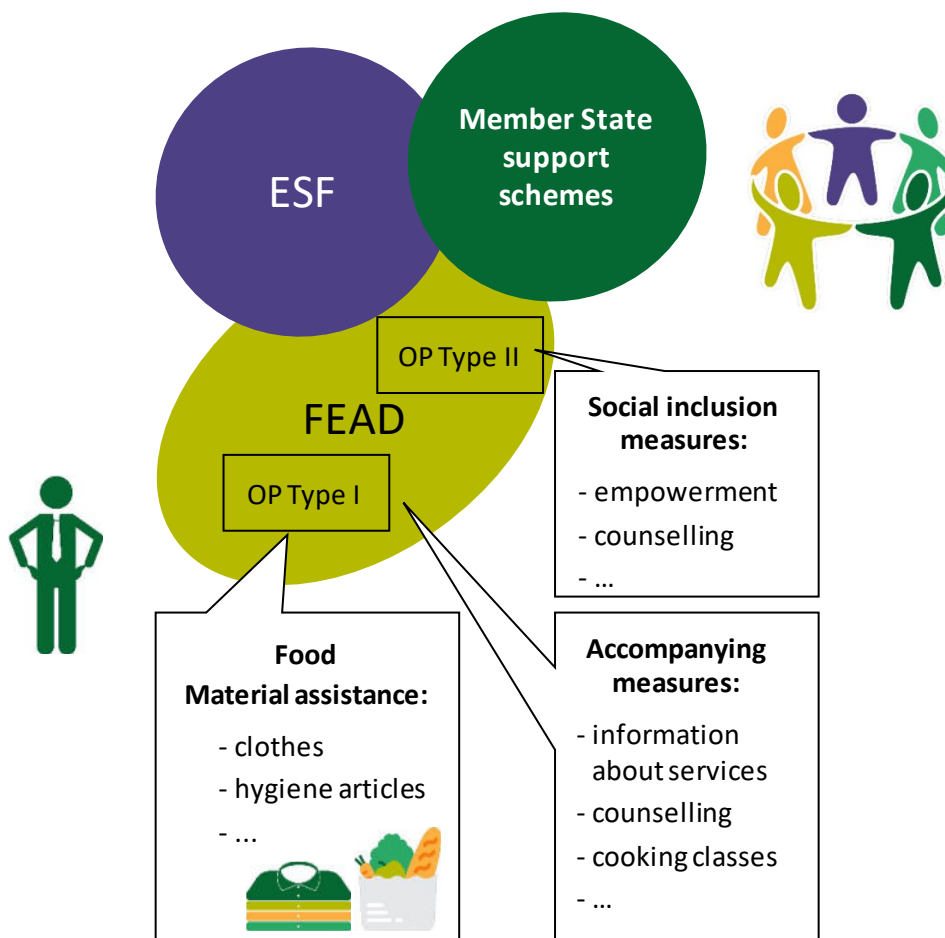 ESF
Member State
support
schemes
OP Type II
FEAD
OP Type I
Social inclusion
measures:
- empowerment
- counselling
- ...
Food
Material assistance:
- clothes
- hygiene articles
- ...
Accompanying
measures:
- information
about services
- counselling
- cooking classes
- ...